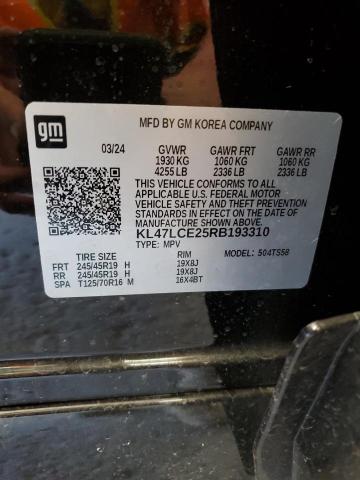 gm
MFD BY GM KOREA COMPANY
03/24 GVWR GAWR FRT GAWR RR
1930 KG 1060 KG 1060 KG
4255 LB 2336 LB 2336 LB
THIS VEHICLE CONFORMS TO ALL
APPLICABLE U.S. FEDERAL MOTOR
VEHICLE SAFETY AND THEFT PREVENTION
STANDARDS IN EFFECT ON THE DATE OF
MANUFACTURE SHOWN ABOVE.
KL47LCE25RB193310
TYPE: MPV MODEL: 504TS58
TIRE SIZE RIM
FRT 245/45R19 H 19X8J
RR 245/45R19 H 19X8J
SPA T125/70R16 M 16X4BT